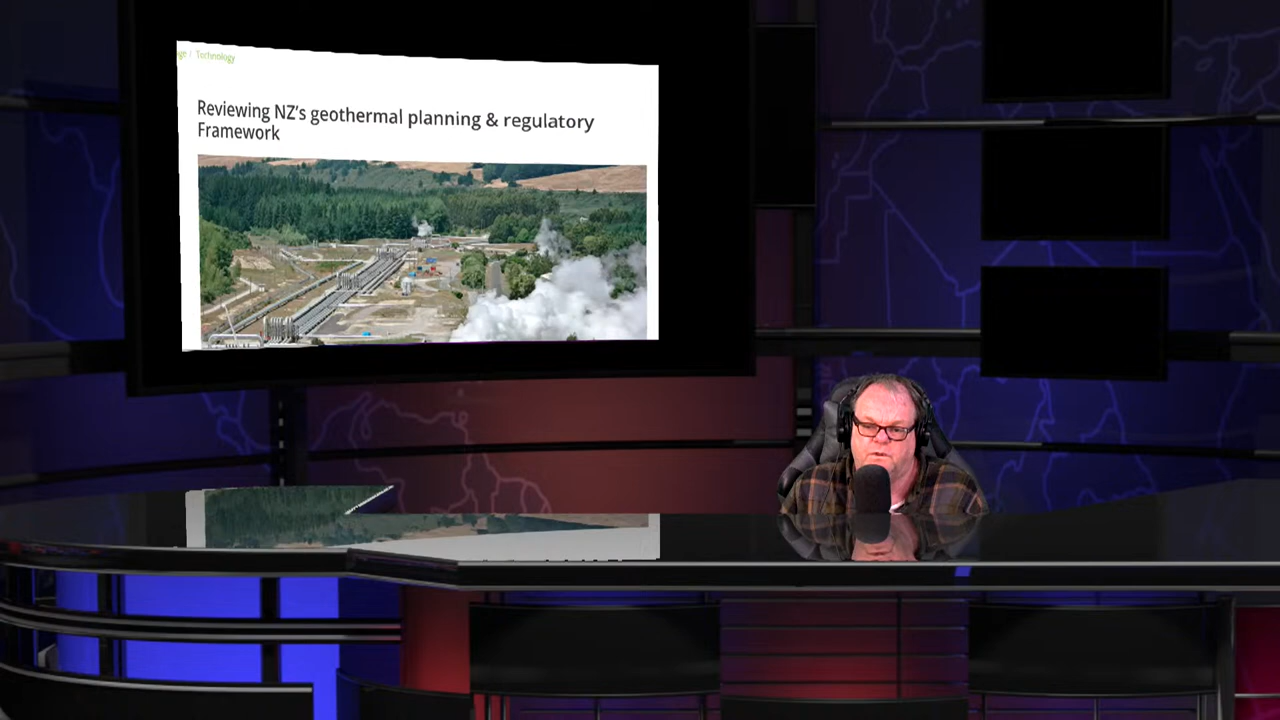 Technology
Reviewing NZ's geothermal planning & regulatory
Framework